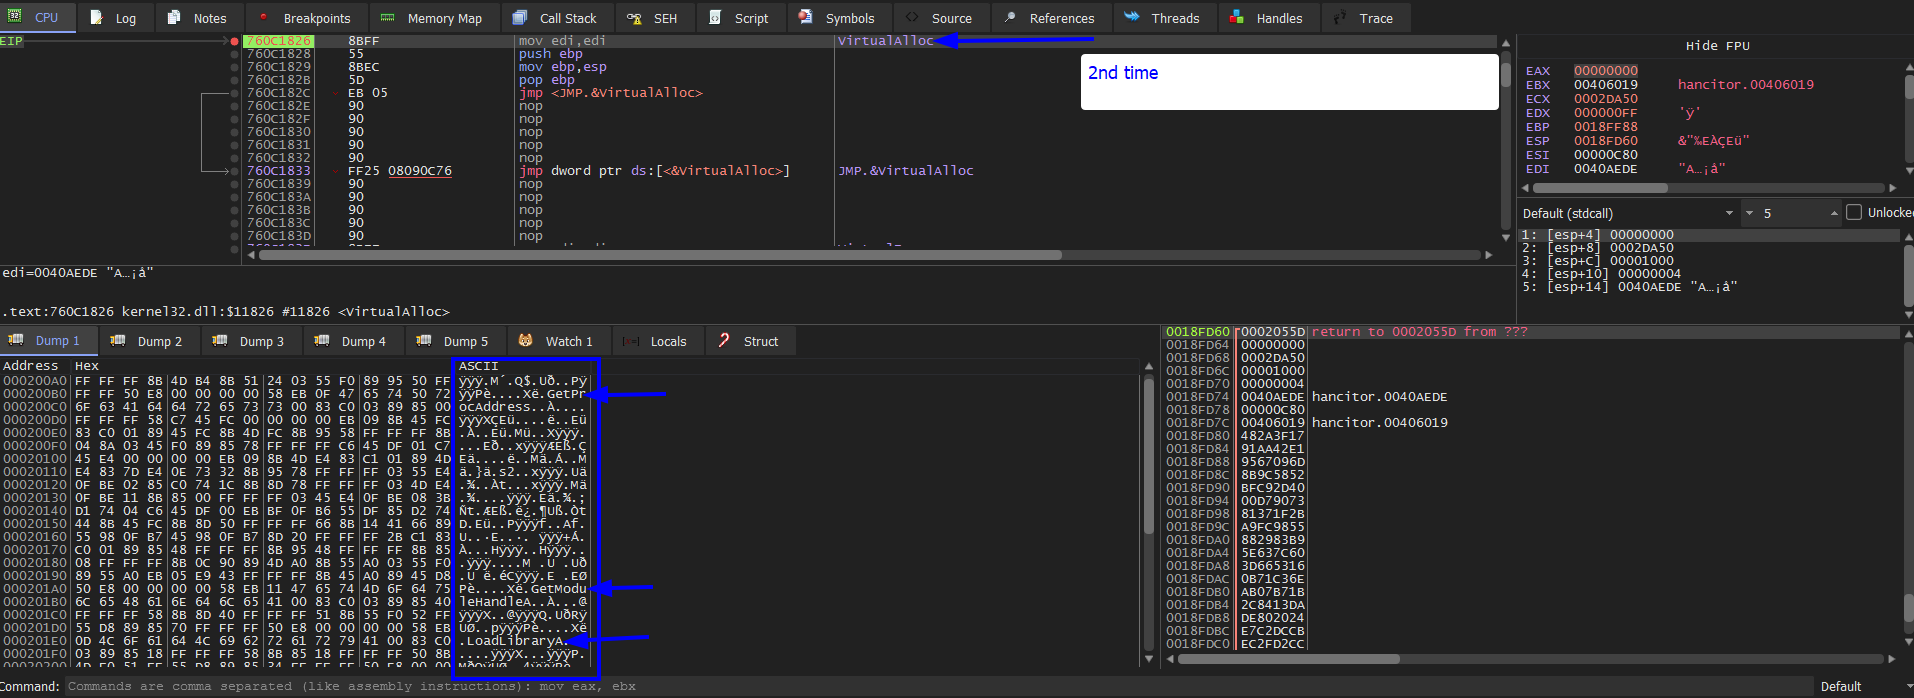 CPU Log Notes Breakpoints Memory Map Call Stack SEH Script Symbols Source References Threads Handles Trace
EIP
760C1826 8BFF mov edi,edi VirtualAlloc
760C1828 55 push ebp
760C1829 8BEC mov ebp,esp
760C182B 5D pop ebp
760C182C EB 05 jmp <JMP.&VirtualAlloc>
760C182E 90 nop
760C182F 90 nop
760C1830 90 nop
760C1831 90 nop
760C1832 90 nop
760C1833 FF25 08090C76 jmp dword ptr ds:[<&VirtualAlloc>] JMP.&VirtualAlloc
760C1839 90 nop
760C183A 90 nop
760C183B 90 nop
760C183C 90 nop
760C183D 90 nop
2nd time
Hide FPU
EAX 00000000
EBX 00406019 hancitor.00406019
ECX 0002DA50
EDX 000000FF 'ÿ'
EBP 0018FF88
ESP 0018FD60 &"‰EÀÇEü"
ESI 00000C80
EDI 0040AEDE "A…¡å"
Default (stdcall) 5 Unlocked
1: [esp+4] 00000000
2: [esp+8] 0002DA50
3: [esp+C] 00001000
4: [esp+10] 00000004
5: [esp+14] 0040AEDE "A…¡å"
edi=0040AEDE "A…¡å"
.text:760C1826 kernel32.dll:$11826 #11826 <VirtualAlloc>
Dump 1 Dump 2 Dump 3 Dump 4 Dump 5 Watch 1 Locals Struct
Address Hex ASCII
000200A0 FF FF FF 8B 4D B4 8B 51 24 03 55 F0 89 95 50 FF ÿÿÿ.M´.Q$.Uð..Pÿ
000200B0 FF FF 50 E8 00 00 00 00 58 EB 0F 47 65 74 50 72 ÿÿPè....Xë.GetPr
000200C0 6F 63 41 64 64 72 65 73 73 00 83 C0 03 89 85 00 ocAddress..À....
000200D0 FF FF FF 58 C7 45 FC 00 00 00 00 EB 09 8B 45 FC ÿÿÿXÇEü....ë..Eü
000200E0 83 C0 01 89 45 FC 8B 4D FC 8B 95 58 FF FF FF 8B .À..Eü.Mü..Xÿÿÿ.
000200F0 04 8A 03 45 F0 89 85 78 FF FF FF C6 45 DF 01 C7 ...Eð..xÿÿÿÆEß.Ç
00020100 45 E4 00 00 00 00 EB 09 8B 4D E4 83 C1 01 89 4D Eä....ë..Mä.Á..M
00020110 E4 83 7D E4 0E 73 32 8B 95 78 FF FF FF 03 55 E4 ä.}ä.s2..xÿÿÿ.Uä
00020120 0F BE 02 85 C0 74 1C 8B 8D 78 FF FF FF 03 4D E4 .¾..Àt...xÿÿÿ.Mä
00020130 0F BE 11 8B 85 00 FF FF FF 03 45 E4 0F BE 08 3B .¾....ÿÿÿ.Eä.¾.;
00020140 D1 74 04 C6 45 DF 00 EB BF 0F B6 55 DF 85 D2 74 Ñt.ÆEß.ë¿.¶Uß.Òt
00020150 44 8B 45 FC 8B 8D 50 FF FF FF 66 8B 14 41 66 89 D.Eü..Pÿÿÿf..Af.
00020160 55 98 0F B7 45 98 0F B7 8D 20 FF FF FF 2B C1 83 U..·E..·. ÿÿÿ+Á.
00020170 C0 01 89 85 48 FF FF FF 8B 95 48 FF FF FF 8B 85 À...Hÿÿÿ..Hÿÿÿ..
00020180 08 FF FF FF 8B 0C 90 89 4D A0 8B 55 A0 03 55 F0 .ÿÿÿ....M .U .Uð
00020190 89 55 A0 EB 05 E9 43 FF FF FF 8B 45 A0 89 45 D8 .U ë.éCÿÿÿ.E .EØ
000201A0 50 E8 00 00 00 00 58 EB 11 47 65 74 4D 6F 64 75 Pè....Xë.GetModu
000201B0 6C 65 48 61 6E 64 6C 65 41 00 83 C0 03 89 85 40 leHandleA..À...@
000201C0 FF FF FF 58 8B 8D 40 FF FF FF 51 8B 55 F0 52 FF ÿÿÿX..@ÿÿÿQ.UðRÿ
000201D0 55 D8 89 85 70 FF FF FF 50 E8 00 00 00 00 58 EB UØ..pÿÿÿPè....Xë
000201E0 0D 4C 6F 61 64 4C 69 62 72 61 72 79 41 00 83 C0 .LoadLibraryA..
000201F0 03 89 85 18 FF FF FF 58 8B 85 18 FF FF FF 50 8B ....ÿÿÿX...ÿÿÿP.
0018FD60 0002055D return to 0002055D from ???
0018FD64 00000000
0018FD68 0002DA50
0018FD6C 00001000
0018FD70 00000004
0018FD74 0040AEDE hancitor.0040AEDE
0018FD78 00000C80
0018FD7C 00406019 hancitor.00406019
0018FD80 482A3F17
0018FD84 91AA42E1
0018FD88 9567096D
0018FD8C 8B9C5852
0018FD90 BFC92D40
0018FD94 00D79073
0018FD98 81371F2B
0018FD9C A9FC9855
0018FDA0 882983B9
0018FDA4 5E637C60
0018FDA8 3D665316
0018FDAC 0B71C36E
0018FDB0 AB07B71B
0018FDB4 2C8413DA
0018FDB8 DE802024
0018FDBC E7C2DCCB
0018FDC0 EC2FD2CC
Command: Commands are comma separated (like assembly instructions): mov eax, ebx Default